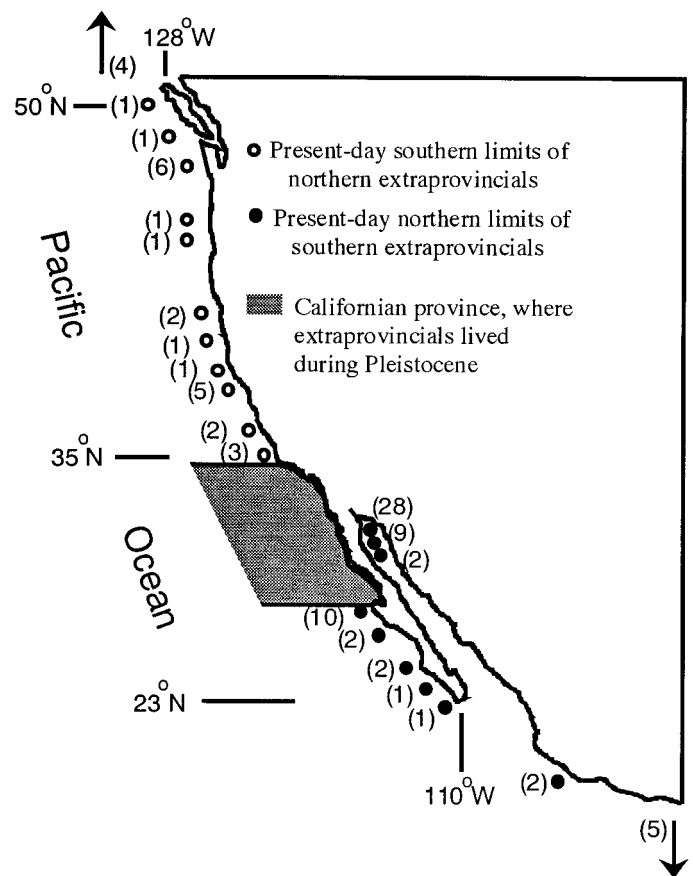 128°W
(4)
50°N
(1)
(1)
Present-day southern limits of
northern extraprovincials
(6)
Present-day northern limits of
southern extraprovincials
(1)
(1)
Pacific
Californian province, where
extraprovincials lived
during Pleistocene
(2)
(1)
(1)
(5)
(2)
35°N
(3)
(28)
(9)
(2)
Ocean
(10)
(2)
(2)
23°N
(1)
(1)
(2)
110°W
(5)